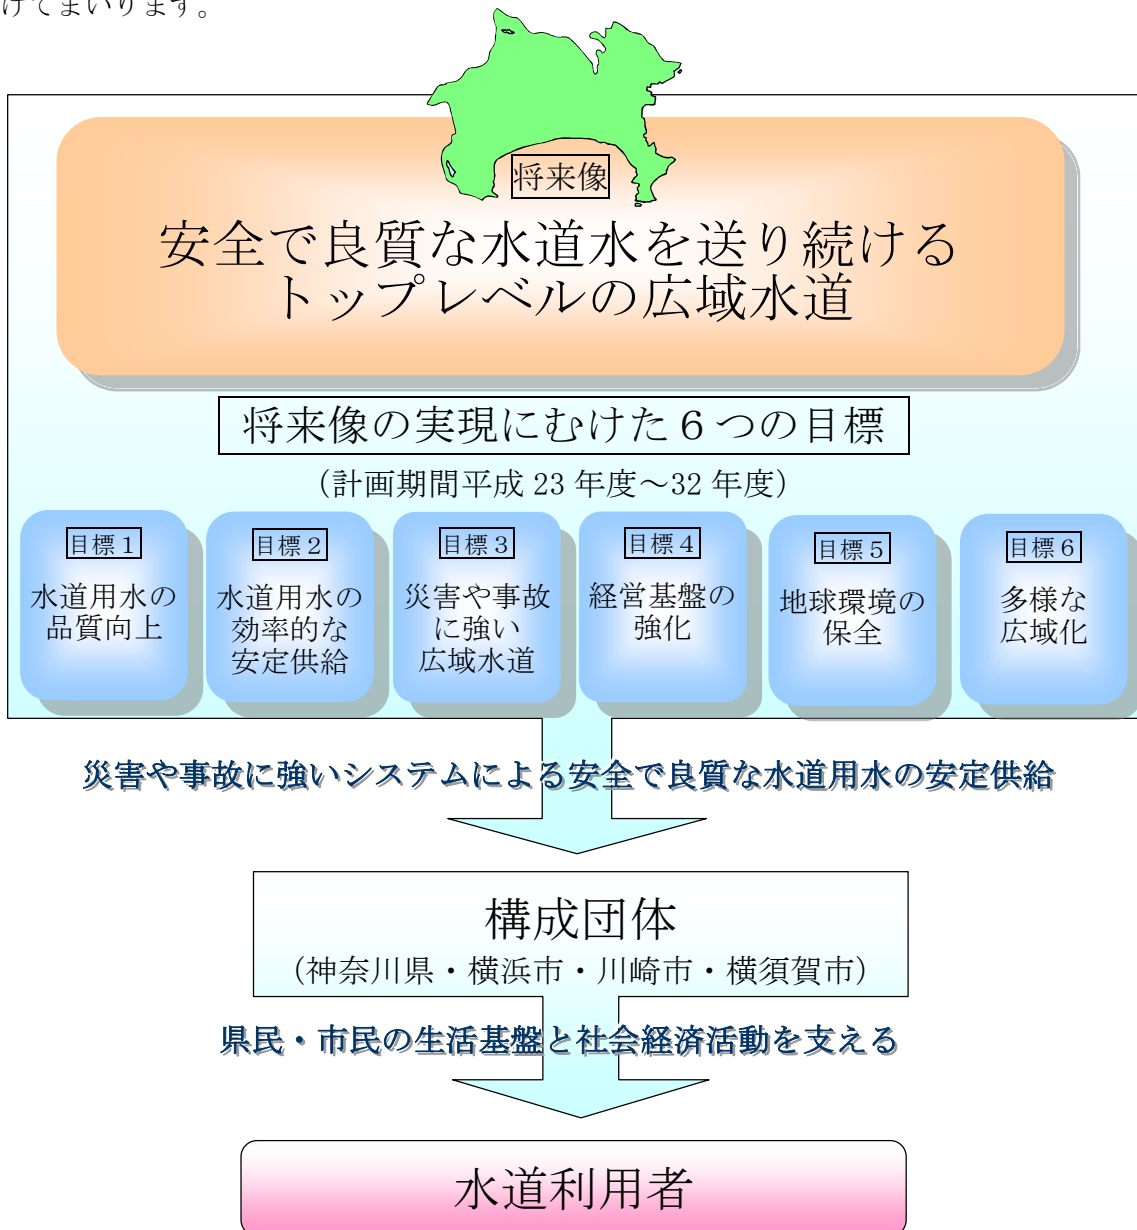 けてまいります。
将来像
安全で良質な水道水を送り続ける
トップレベルの広域水道
将来像の実現にむけた６つの目標
（計画期間平成 23 年度～32 年度）
目標１
水道用水の
品質向上
目標２
水道用水の
効率的な
安定供給
目標３
災害や事故
に強い
広域水道
目標４
経営基盤の
強化
目標５
地球環境の
保全
目標６
多様な
広域化
災害や事故に強いシステムによる安全で良質な水道用水の安定供給
構成団体
（神奈川県・横浜市・川崎市・横須賀市）
県民・市民の生活基盤と社会経済活動を支える
水道利用者